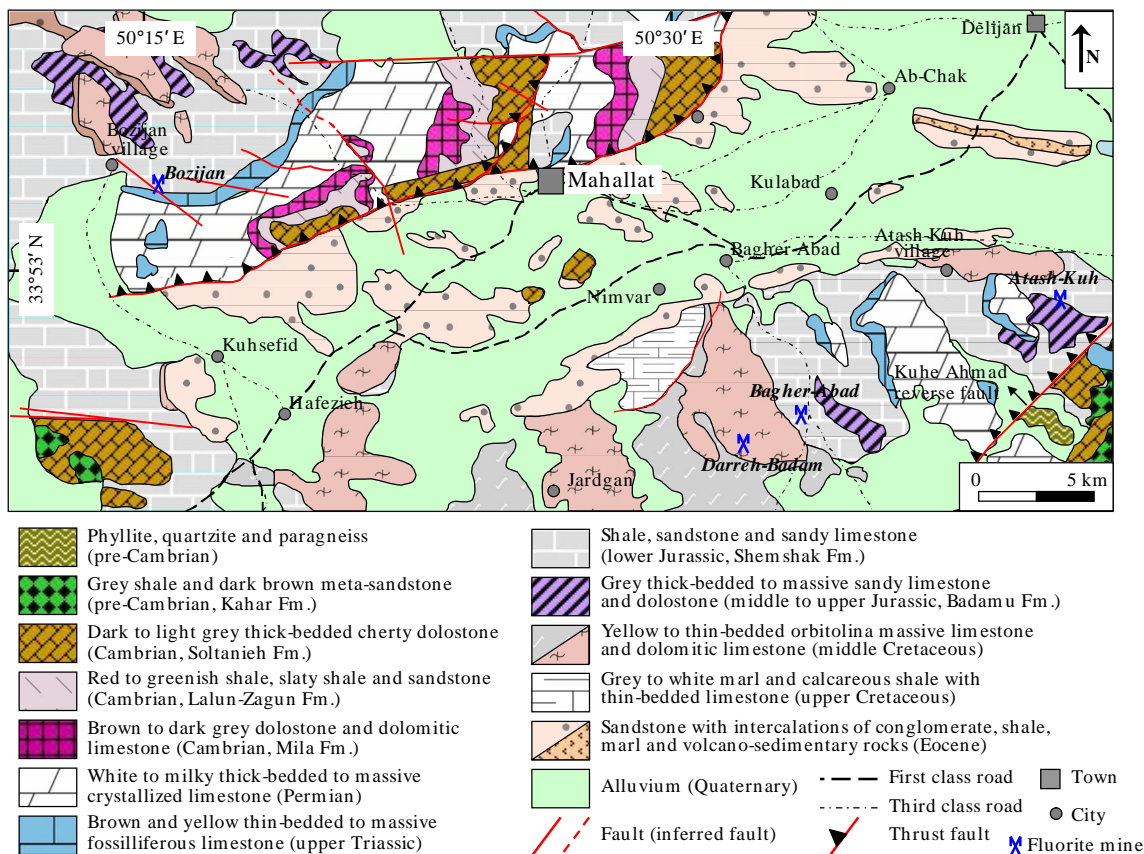 50°15′ E
50°30′ E
Delijan
N
Ab-Chak
Bozijan
village
Bozijan
Mahallat
Kulabad
33°53′ N
Bagher-Abad
Atash-Kuh
village
Atash-Kuh
Nimvar
Kuhsefid
Kuhe Ahmad
reverse fault
Bagher-Abad
Hafezieh
Darreh-Badam
Jardgan
0 5 km
Phyllite, quartzite and paragneiss
(pre-Cambrian)
Grey shale and dark brown meta-sandstone
(pre-Cambrian, Kahar Fm.)
Dark to light grey thick-bedded cherty dolostone
(Cambrian, Soltanieh Fm.)
Red to greenish shale, slaty shale and sandstone
(Cambrian, Lalun-Zagun Fm.)
Brown to dark grey dolostone and dolomitic
limestone (Cambrian, Mila Fm.)
White to milky thick-bedded to massive
crystallized limestone (Permian)
Brown and yellow thin-bedded to massive
fossilliferous limestone (upper Triassic)
Shale, sandstone and sandy limestone
(lower Jurassic, Shemshak Fm.)
Grey thick-bedded to massive sandy limestone
and dolostone (middle to upper Jurassic, Badamu Fm.)
Yellow to thin-bedded orbitolina massive limestone
and dolomitic limestone (middle Cretaceous)
Grey to white marl and calcareous shale with
thin-bedded limestone (upper Cretaceous)
Sandstone with intercalations of conglomerate, shale,
marl and volcano-sedimentary rocks (Eocene)
Alluvium (Quaternary)
Fault (inferred fault)
First class road
Third class road
Thrust fault
Town
City
Fluorite mine